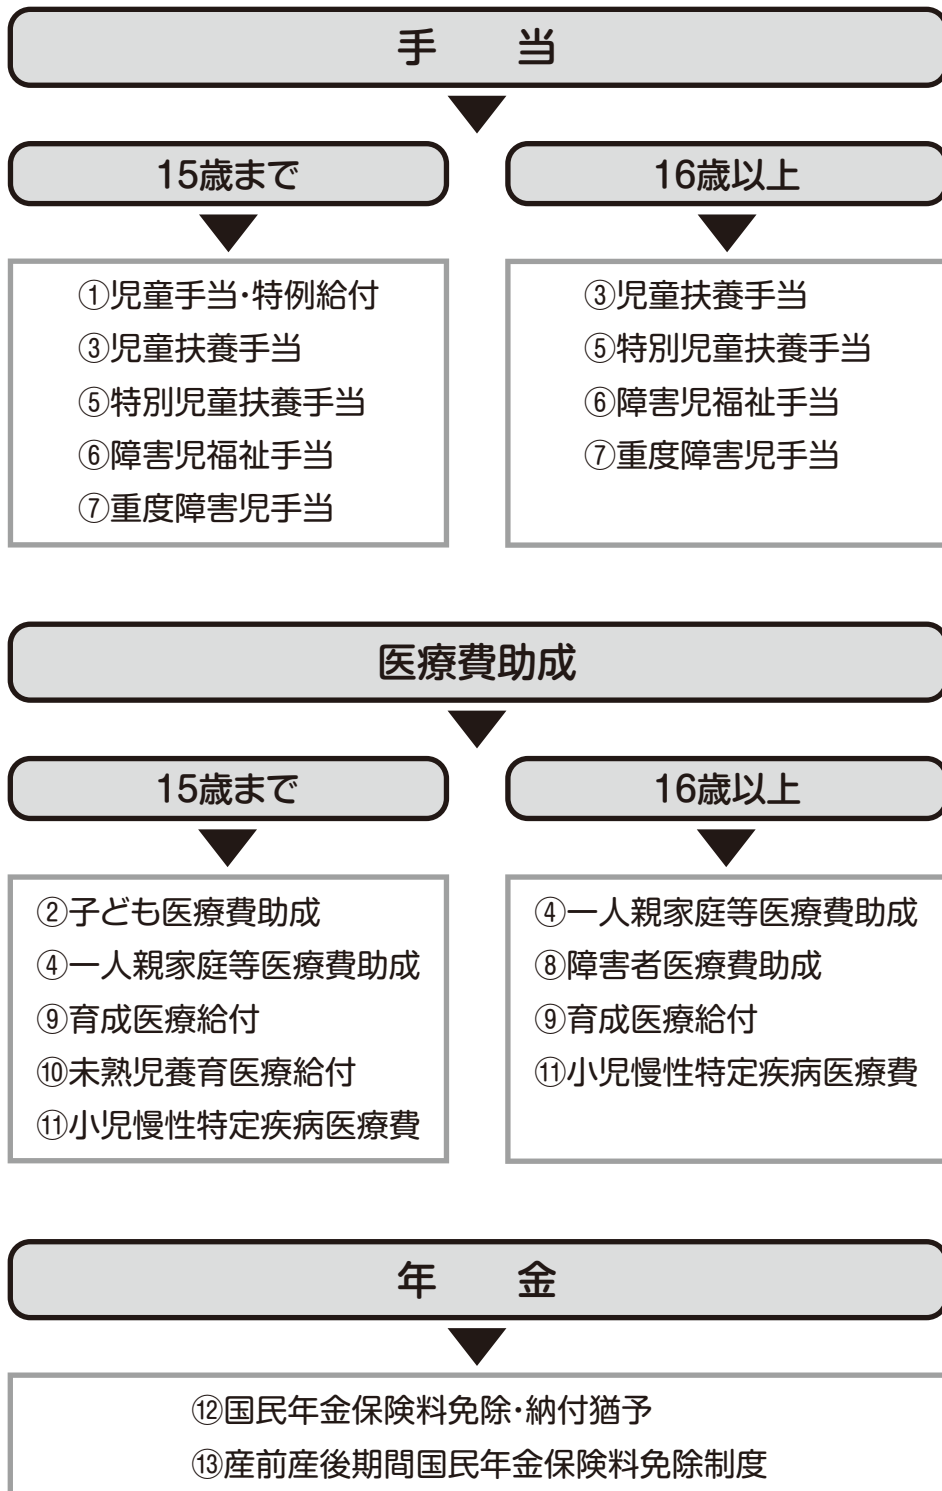 手 当
15歳まで
①児童手当・特例給付
③児童扶養手当
⑤特別児童扶養手当
⑥障害児福祉手当
⑦重度障害児手当
16歳以上
③児童扶養手当
⑤特別児童扶養手当
⑥障害児福祉手当
⑦重度障害児手当
医療費助成
15歳まで
②子ども医療費助成
④一人親家庭等医療費助成
⑨育成医療給付
⑩未熟児養育医療給付
⑪小児慢性特定疾病医療費
16歳以上
④一人親家庭等医療費助成
⑧障害者医療費助成
⑨育成医療給付
⑪小児慢性特定疾病医療費
年 金
⑫国民年金保険料免除・納付猶予
⑬産前産後期間国民年金保険料免除制度